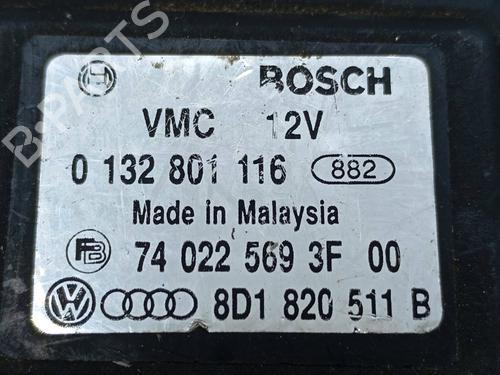 BOSCH
VMC 12V
0 132 801 116 882
Made in Malaysia
FB 74 022 569 3F 00
8D1 820 511 B
B-PARTS